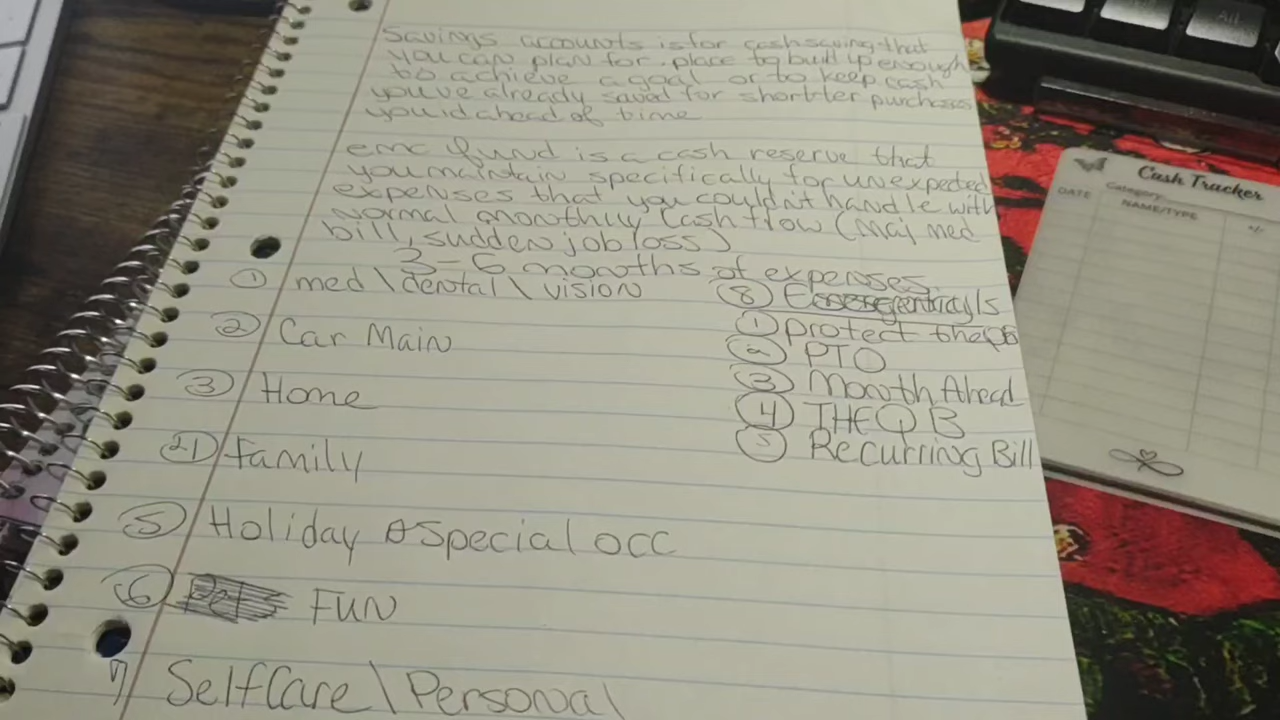 savings accounts is for cash saving that
you can plan for. place to built up enough
to achieve a goal or to keep cash
you've already saved for shortter purchases
you'd ahead of time
emc fund is a cash reserve that
you maintain specifically for unexpected
expenses that you couldn't handle with
normal monthly cash flow (Maj med
bill, sudden job loss)
3-6 months of expenses.
① med\dental\vision
② Car Main
③ Home
Family
⑤ Holiday & special occ
⑥ FUN
7) SelfCare\Personal
⑧
① protect the QB
② PTO
③ Month Ahead
④ THE QB
⑤ Recurring Bill
Alt
Cash Tracker
Category
DATE NAME/TYPE +/-